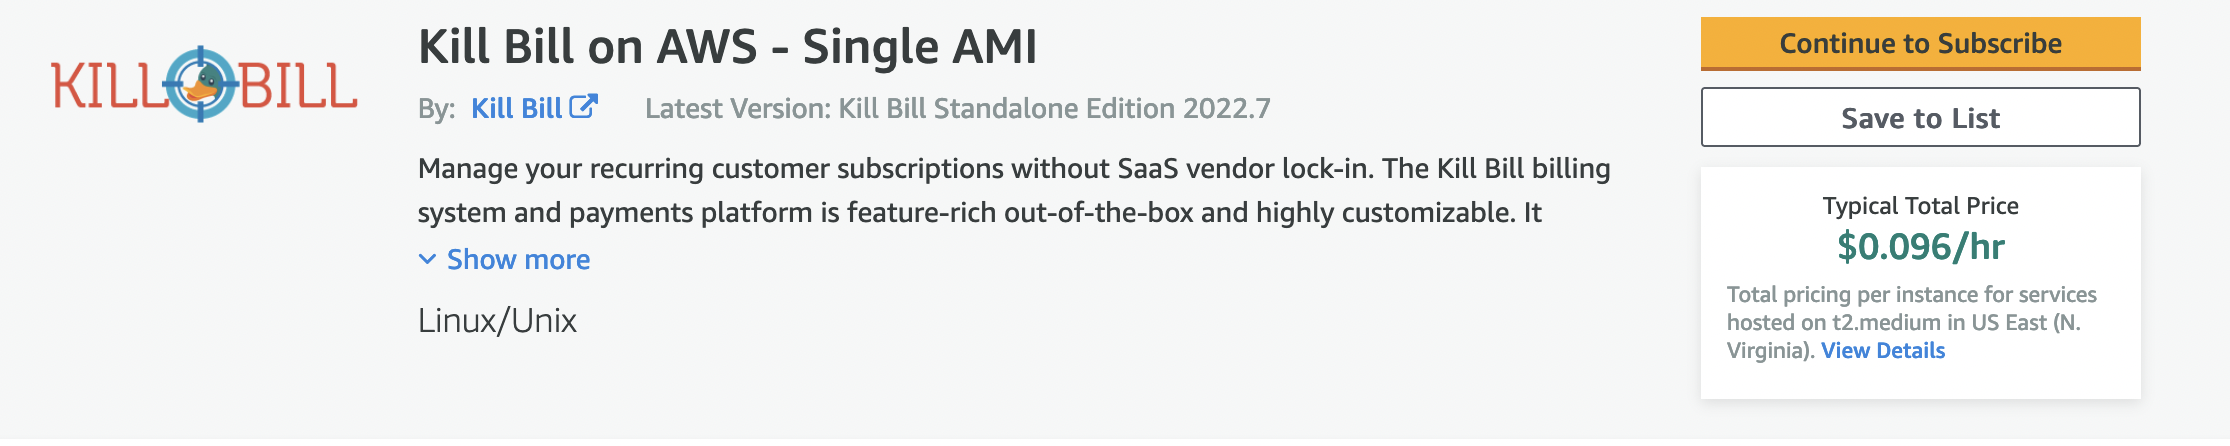 KILL BILL
Kill Bill on AWS - Single AMI
By: Kill Bill Latest Version: Kill Bill Standalone Edition 2022.7
Manage your recurring customer subscriptions without SaaS vendor lock-in. The Kill Bill billing
system and payments platform is feature-rich out-of-the-box and highly customizable. It
Show more
Linux/Unix
Continue to Subscribe
Save to List
Typical Total Price
$0.096/hr
Total pricing per instance for services
hosted on t2.medium in US East (N.
Virginia). View Details